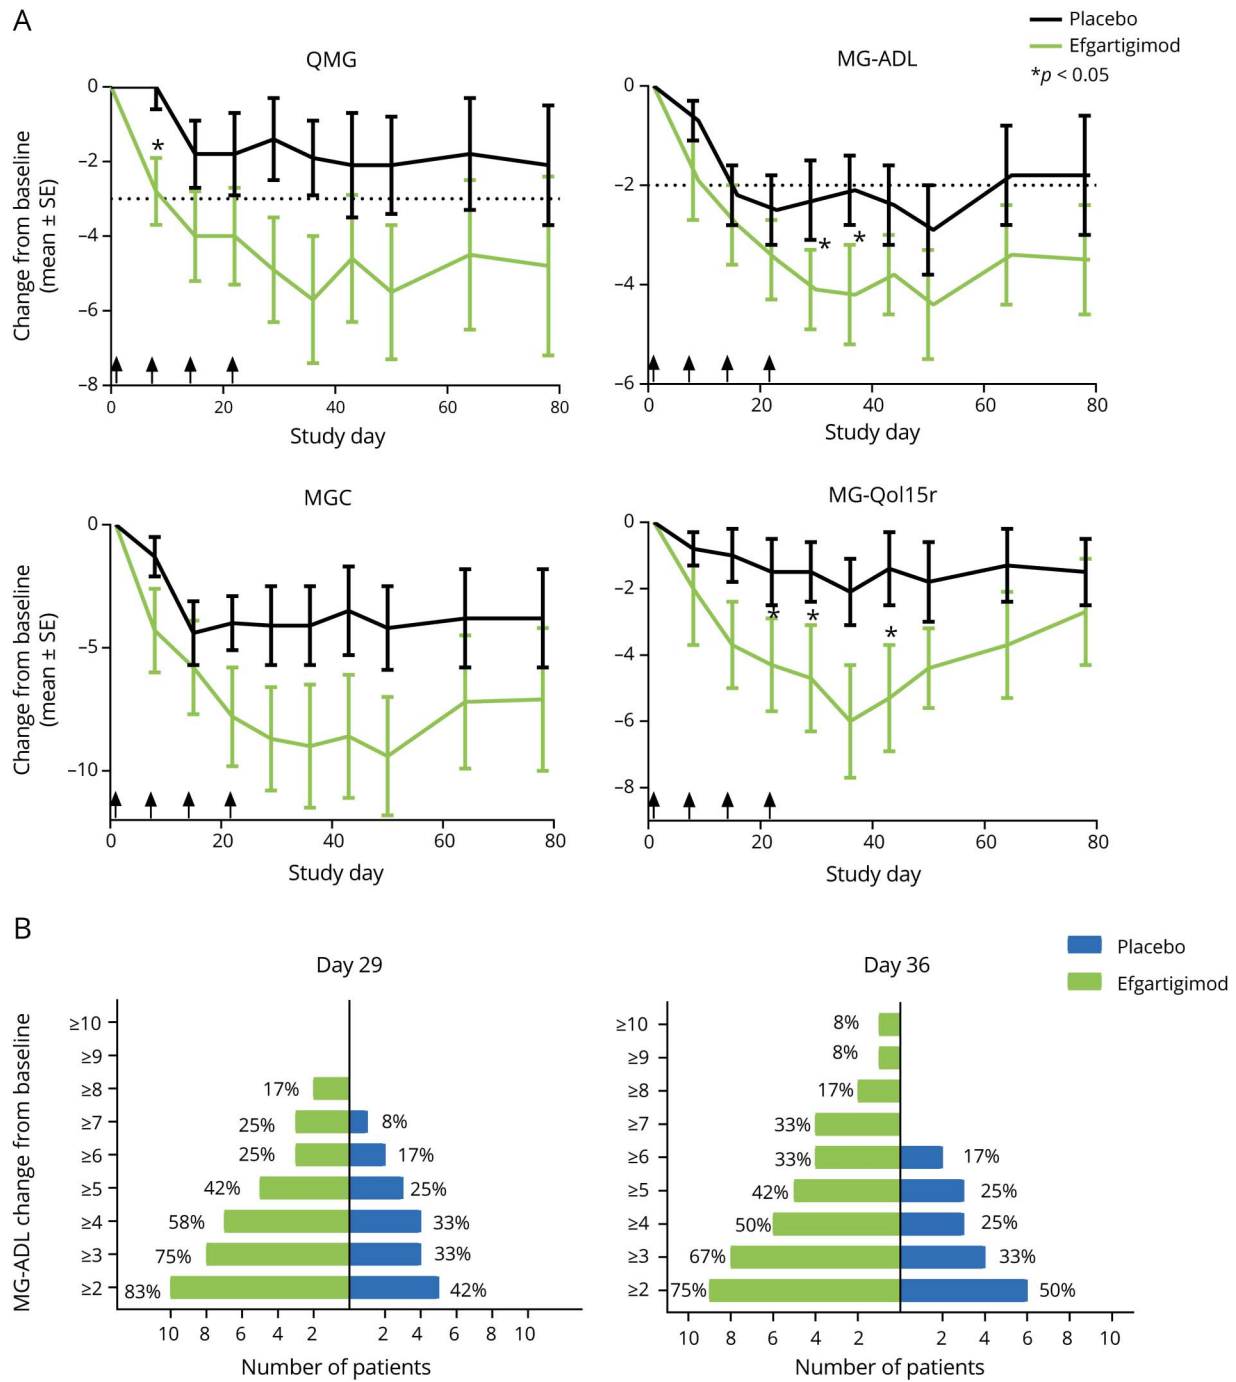 A
Placebo
Efgartigimod
*p < 0.05
QMG
MG-ADL
Change from baseline
(mean ± SE)
0
−2
−4
−6
−8
0
−2
−4
−6
*
* *
0 20 40 60 80
0 20 40 60 80
Study day
Study day
MGC
MG-Qol15r
Change from baseline
(mean ± SE)
0
−5
−10
0
−2
−4
−6
−8
* * *
0 20 40 60 80
0 20 40 60 80
Study day
Study day
B
Placebo
Efgartigimod
Day 29
Day 36
MG-ADL change from baseline
≥10
≥9
≥8 17%
≥7 25% 8%
≥6 25% 17%
≥5 42% 25%
≥4 58% 33%
≥3 75% 33%
≥2 83% 42%
10 8 6 4 2 2 4 6 8 10
Number of patients
≥10 8%
≥9 8%
≥8 17%
≥7 33%
≥6 33% 17%
≥5 42% 25%
≥4 50% 25%
≥3 67% 33%
≥2 75% 50%
10 8 6 4 2 2 4 6 8 10
Number of patients